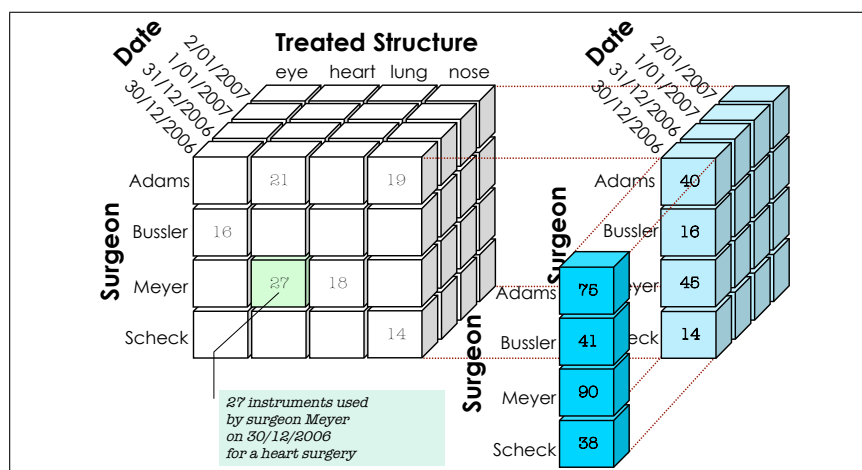 Treated Structure
Date
2/01/2007
1/01/2007
31/12/2006
30/12/2006
eye heart lung nose
Surgeon
Adams 21 19
Bussler 16
Meyer 27 18
Scheck 14
27 instruments used
by surgeon Meyer
on 30/12/2006
for a heart surgery
Date
2/01/2007
1/01/2007
31/12/2006
30/12/2006
Surgeon
Adams 40
Bussler 16
eyer 45
eck 14
Surgeon
Adams 75
Bussler 41
Meyer 90
Scheck 38